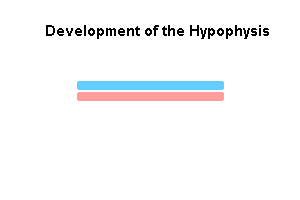 Development of the Hypophysis